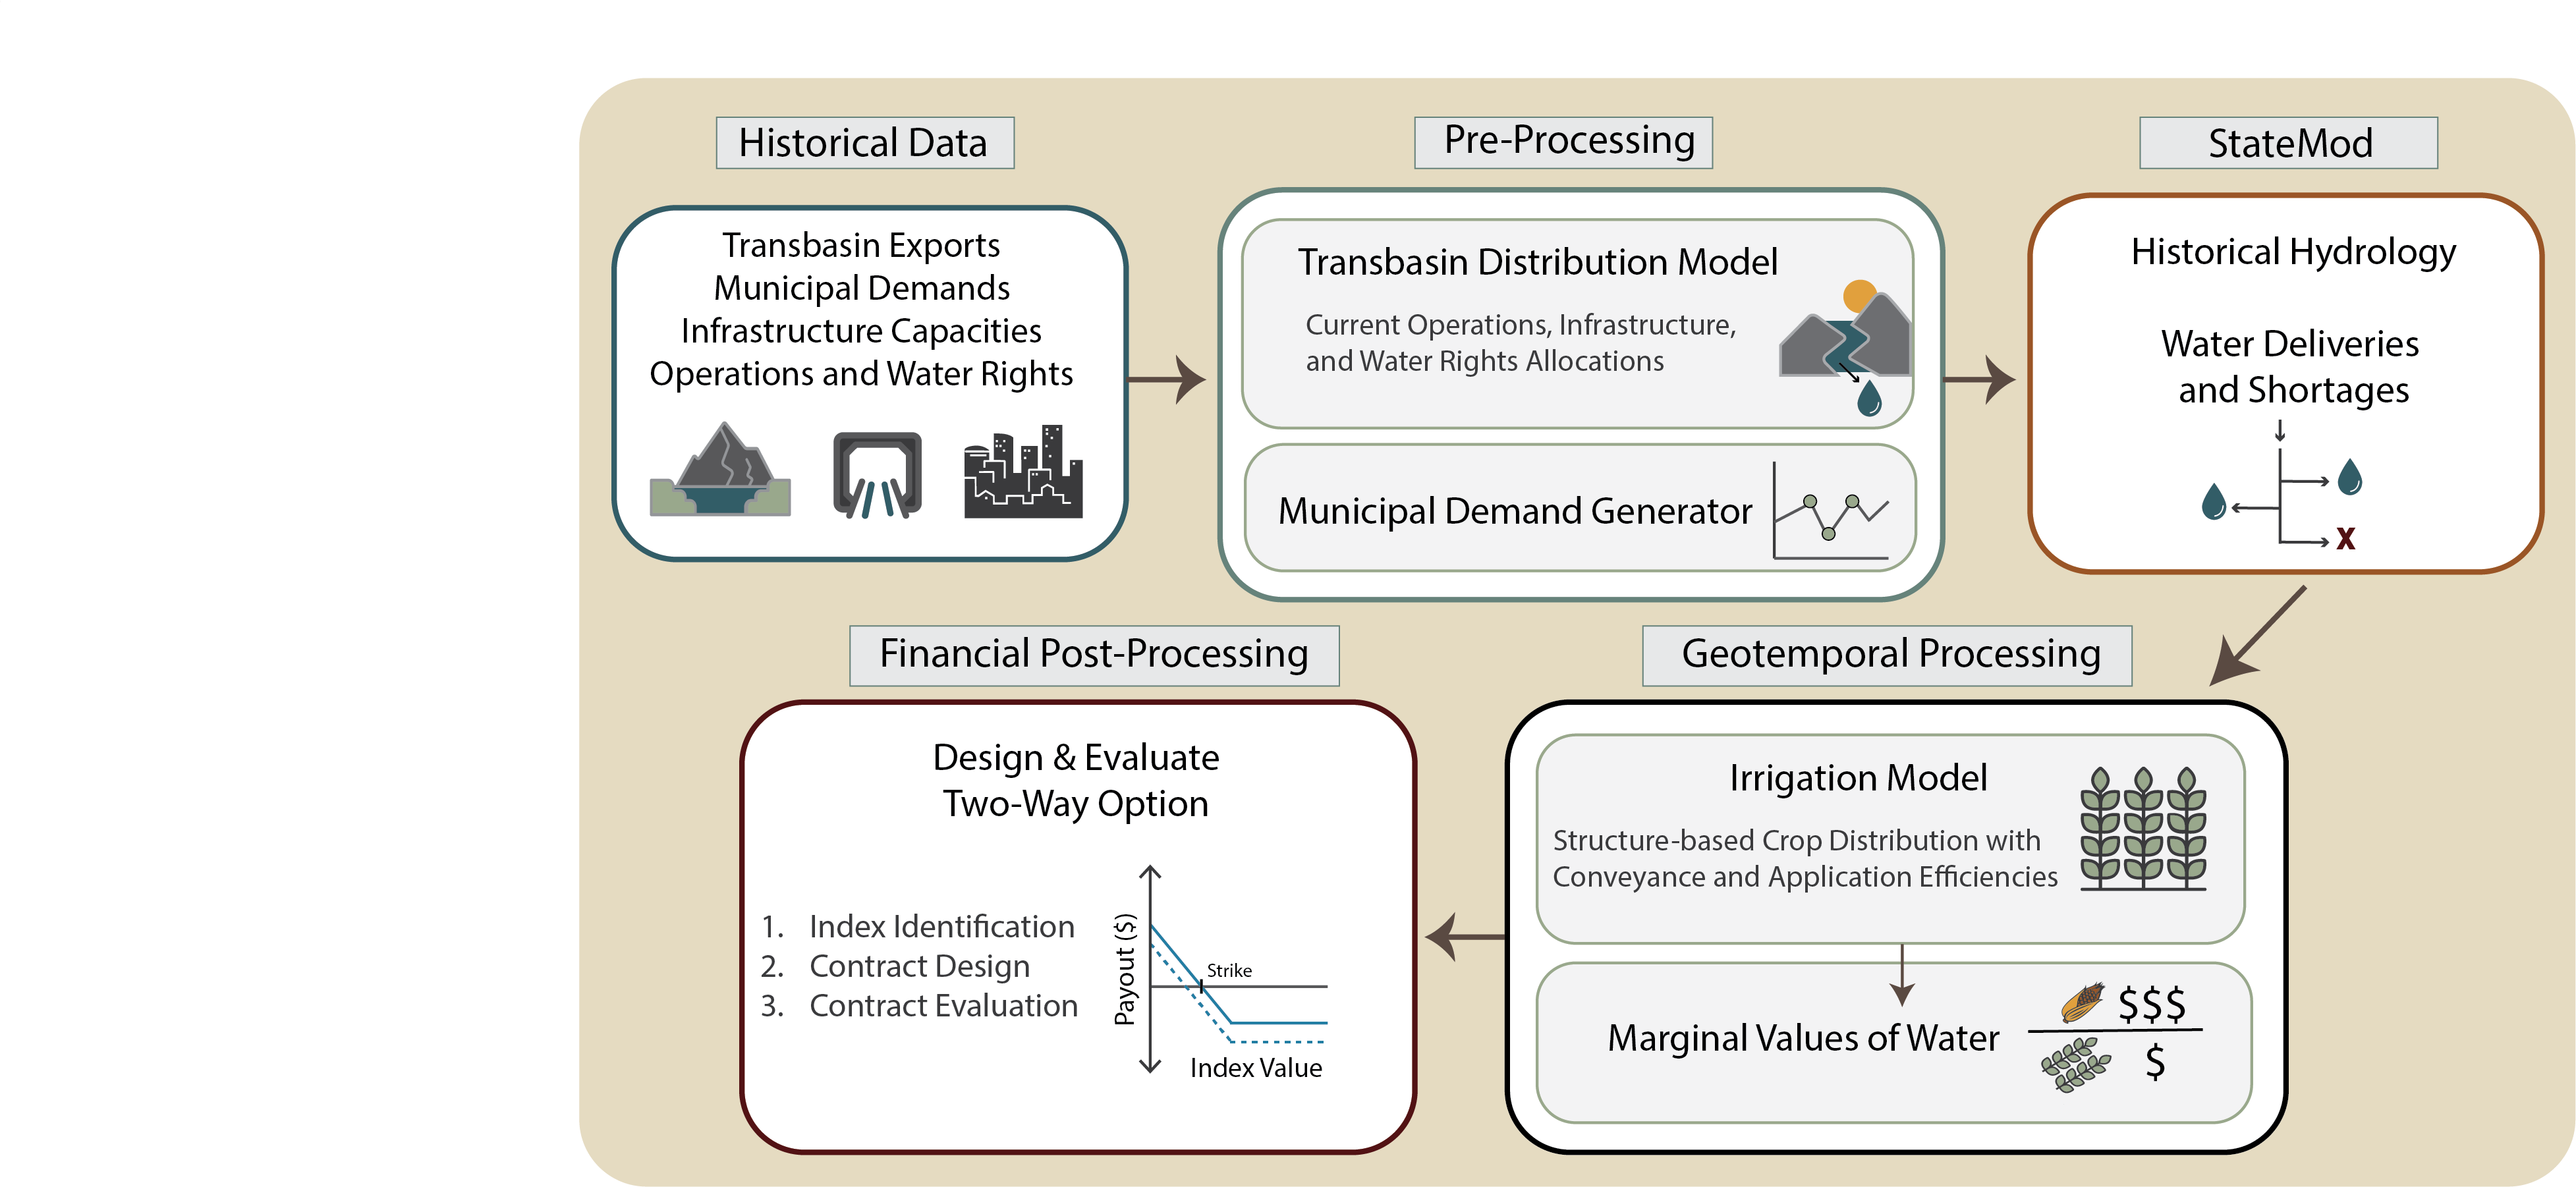 Historical Data
Transbasin Exports
Municipal Demands
Infrastructure Capacities
Operations and Water Rights
Pre-Processing
Transbasin Distribution Model
Current Operations, Infrastructure,
and Water Rights Allocations
Municipal Demand Generator
StateMod
Historical Hydrology
Water Deliveries
and Shortages
X
Geotemporal Processing
Irrigation Model
Structure-based Crop Distribution with
Conveyance and Application Efficiencies
Marginal Values of Water
$$$
$
Financial Post-Processing
Design & Evaluate
Two-Way Option
1. Index Identification
2. Contract Design
3. Contract Evaluation
Payout ($)
Strike
Index Value